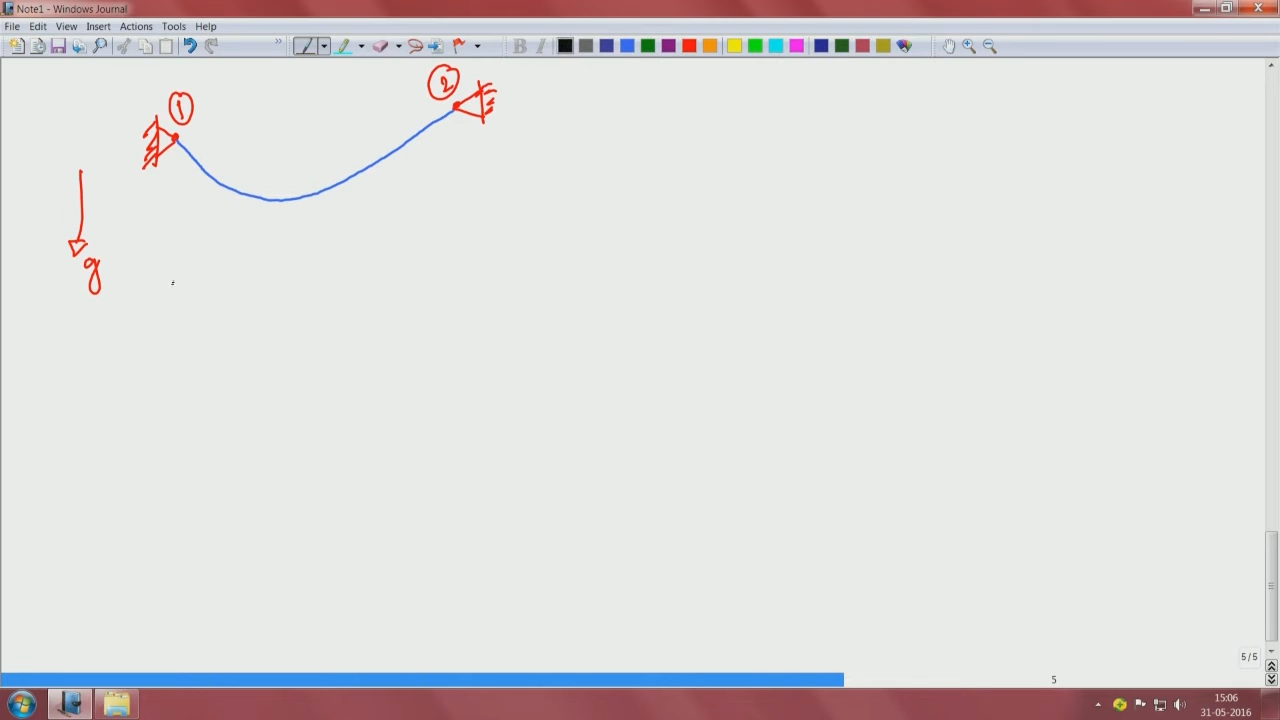 Note1 - Windows Journal
File Edit View Insert Actions Tools Help
B I
1
2
g
5/5
5
15:06
31-05-2016